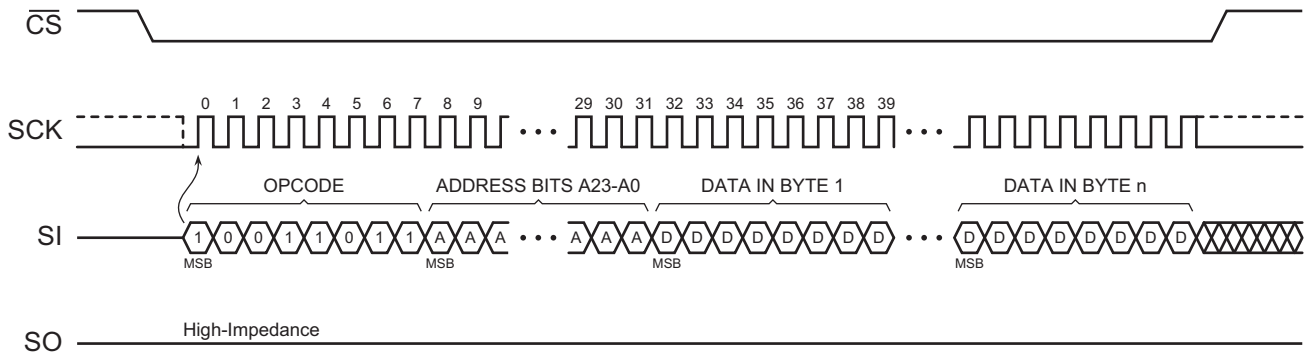 CS
0 1 2 3 4 5 6 7 8 9 29 30 31 32 33 34 35 36 37 38 39
SCK
OPCODE ADDRESS BITS A23-A0 DATA IN BYTE 1 DATA IN BYTE n
SI 1 0 0 1 1 0 1 1 A A A A A A D D D D D D D D D D D D D D D D
MSB MSB MSB MSB
High-Impedance
SO